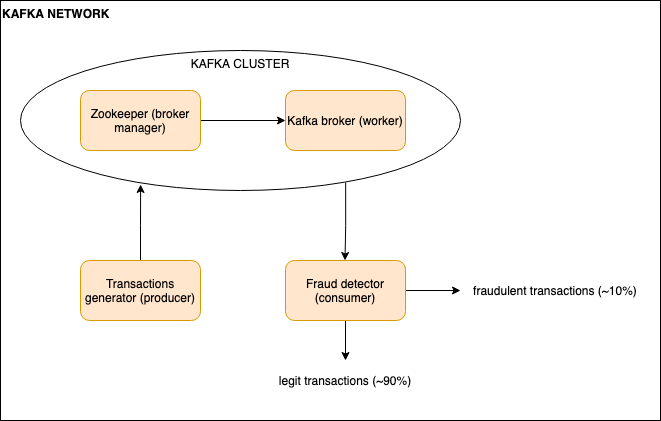 KAFKA NETWORK
KAFKA CLUSTER
Zookeeper (broker
manager)
Kafka broker (worker)
Transactions
generator (producer)
Fraud detector
(consumer)
fraudulent transactions (~10%)
legit transactions (~90%)